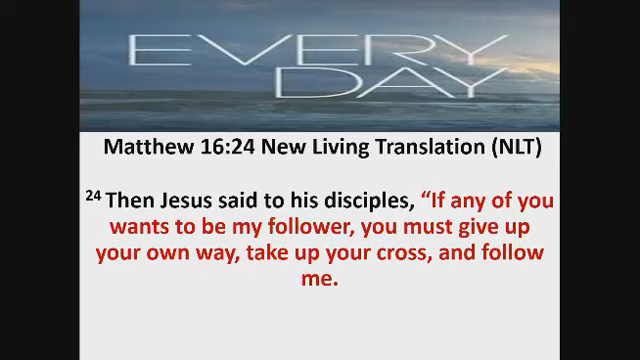 EVERY
DAY
Matthew 16:24 New Living Translation (NLT)
24 Then Jesus said to his disciples, “If any of you
wants to be my follower, you must give up
your own way, take up your cross, and follow
me.